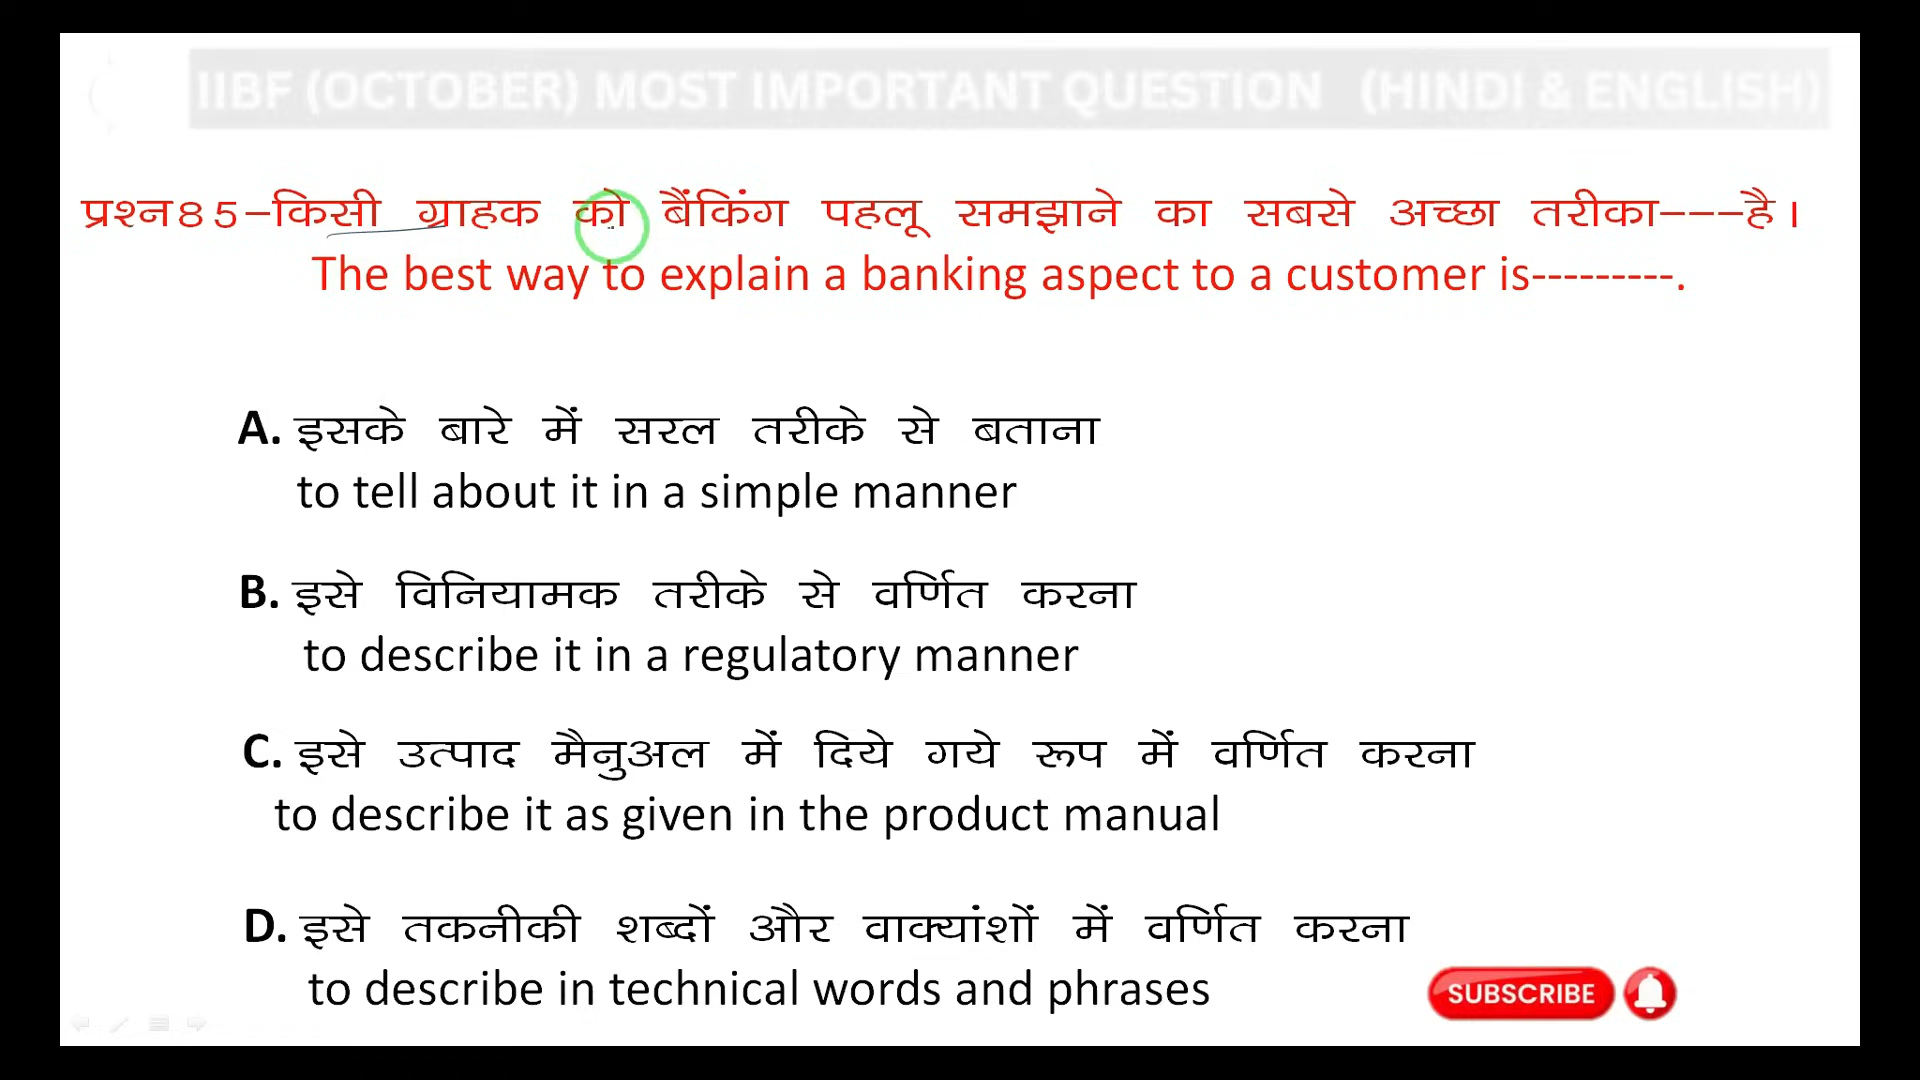 IIBF (OCTOBER) MOST IMPORTANT QUESTION (HINDI & ENGLISH)
प्रश्न85-किसी ग्राहक को बैंकिंग पहलू समझाने का सबसे अच्छा तरीका---है।
The best way to explain a banking aspect to a customer is---------.
A. इसके बारे में सरल तरीके से बताना
to tell about it in a simple manner
B. इसे विनियामक तरीके से वर्णित करना
to describe it in a regulatory manner
C. इसे उत्पाद मैनुअल में दिये गये रूप में वर्णित करना
to describe it as given in the product manual
D. इसे तकनीकी शब्दों और वाक्यांशों में वर्णित करना
to describe in technical words and phrases
SUBSCRIBE